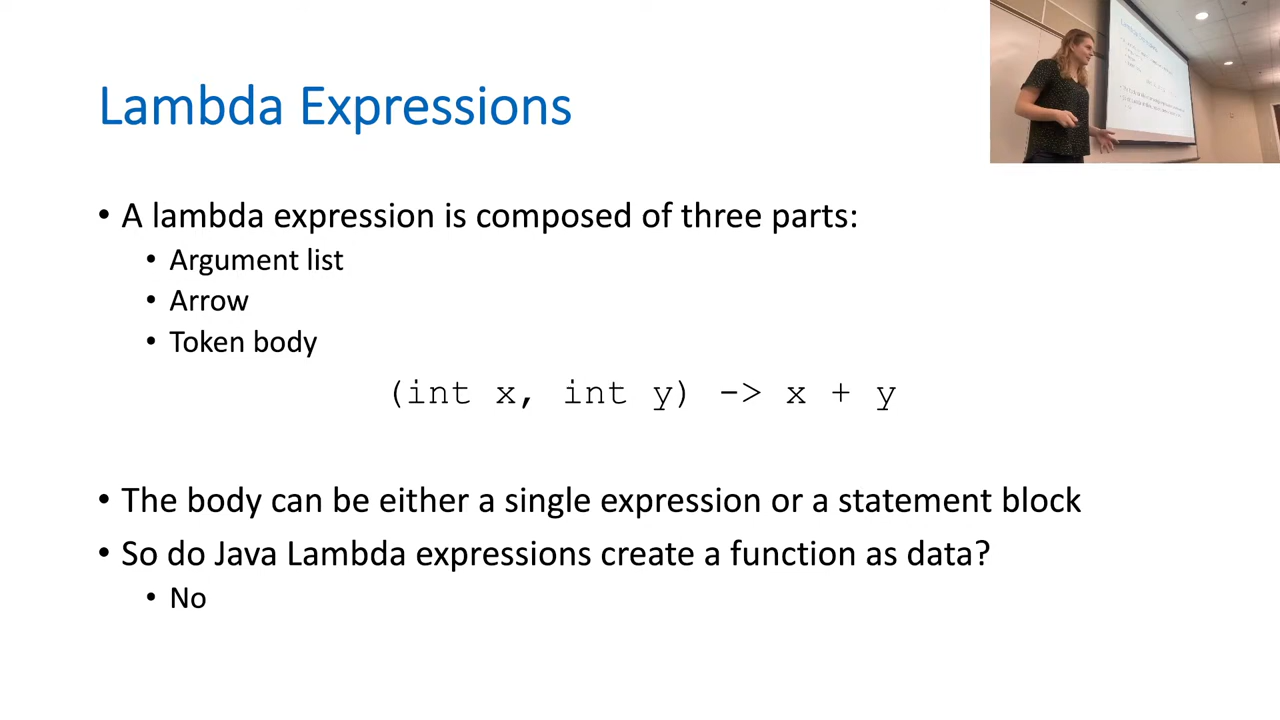 Lambda Expressions
• A lambda expression is composed of three parts:
• Argument list
• Arrow
• Token body
(int x, int y) -> x + y
• The body can be either a single expression or a statement block
• So do Java Lambda expressions create a function as data?
• No